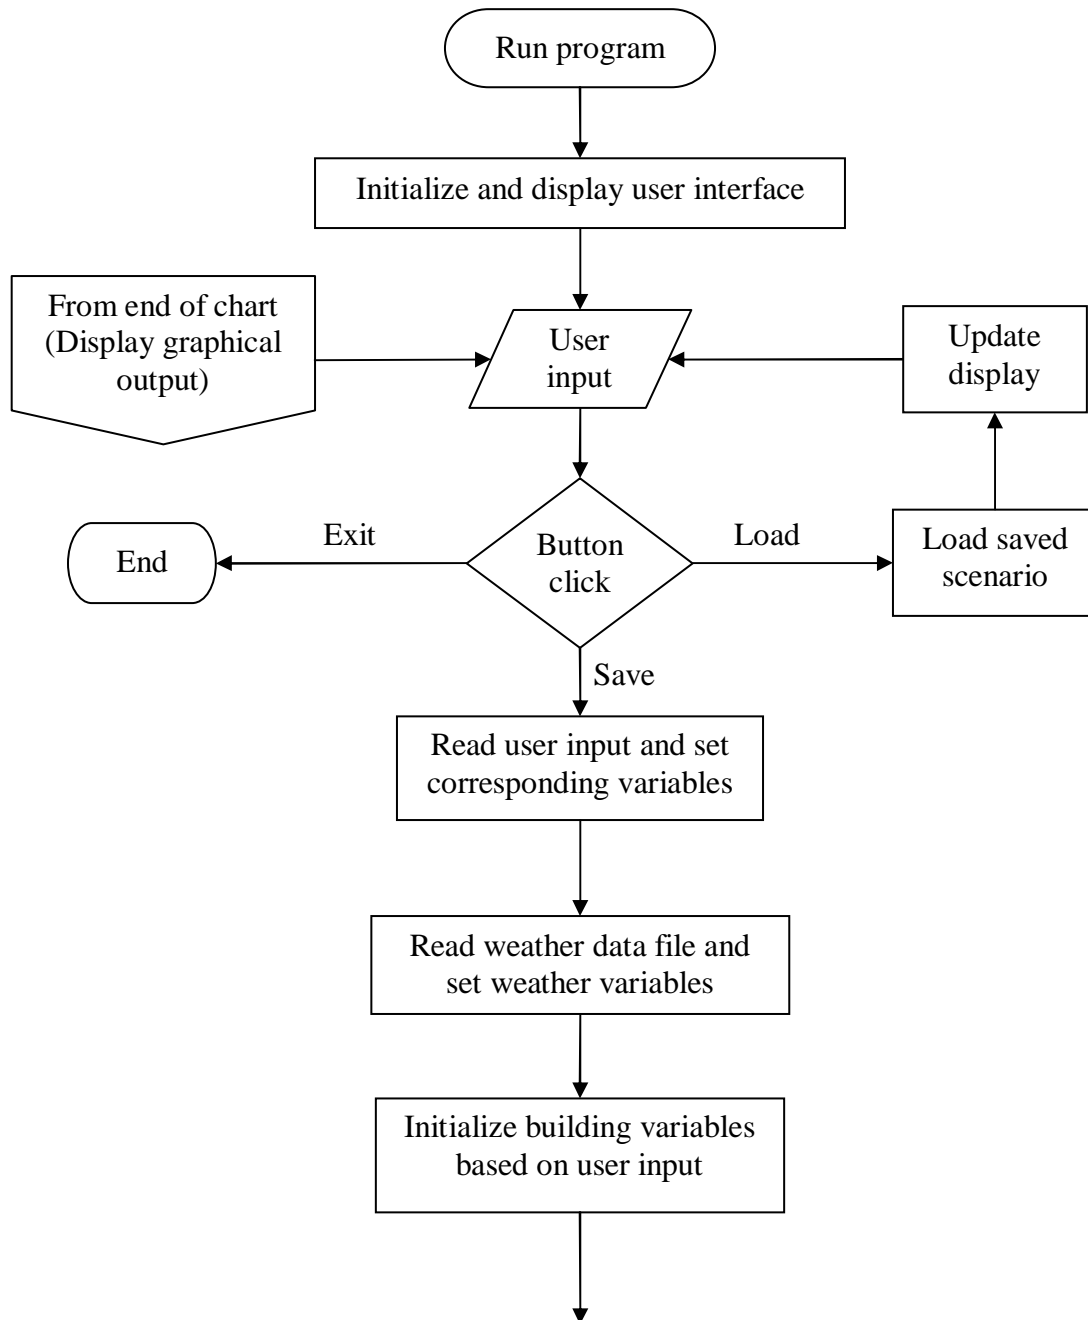 Run program
Initialize and display user interface
From end of chart
(Display graphical
output)
User
input
Update
display
End
Exit
Button
click
Load
Load saved
scenario
Save
Read user input and set
corresponding variables
Read weather data file and
set weather variables
Initialize building variables
based on user input